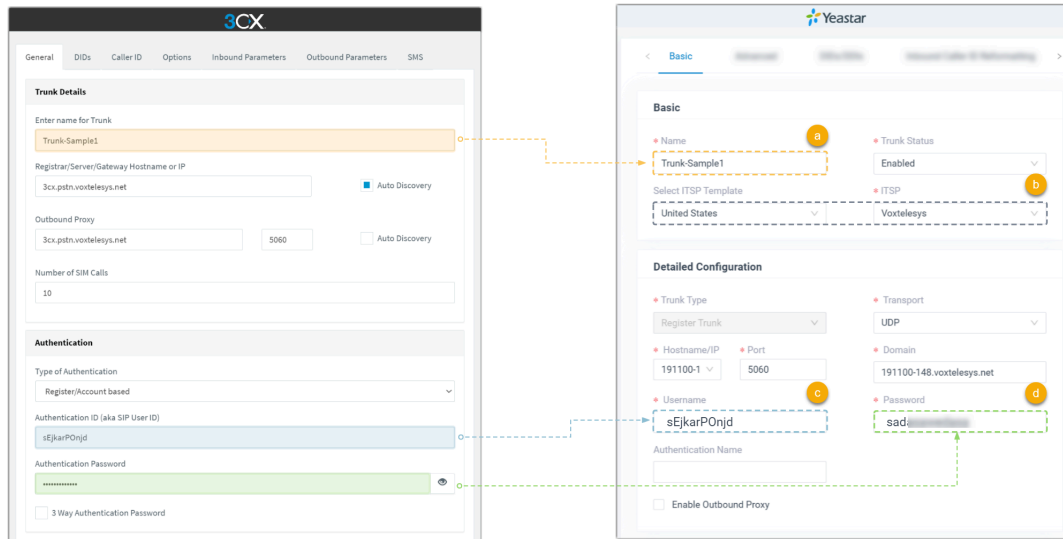 3CX
General DIDs Caller ID Options Inbound Parameters Outbound Parameters SMS
Trunk Details
Enter name for Trunk
Trunk-Sample1
Registrar/Server/Gateway Hostname or IP
3cx.pstn.voxtelesys.net
Auto Discovery
Outbound Proxy
3cx.pstn.voxtelesys.net 5060
Auto Discovery
Number of SIM Calls
10
Authentication
Type of Authentication
Register/Account based
Authentication ID (aka SIP User ID)
sEjkarPOnjd
Authentication Password
•••••••••••••
3 Way Authentication Password
Yeastar
Basic
Basic
a
* Name * Trunk Status
Trunk-Sample1 Enabled
b
Select ITSP Template * ITSP
United States Voxtelesys
Detailed Configuration
* Trunk Type * Transport
Register Trunk UDP
* Hostname/IP * Port * Domain
191100-1 5060 191100-148.voxtelesys.net
c d
* Username * Password
sEjkarPOnjd sad
Authentication Name
Enable Outbound Proxy